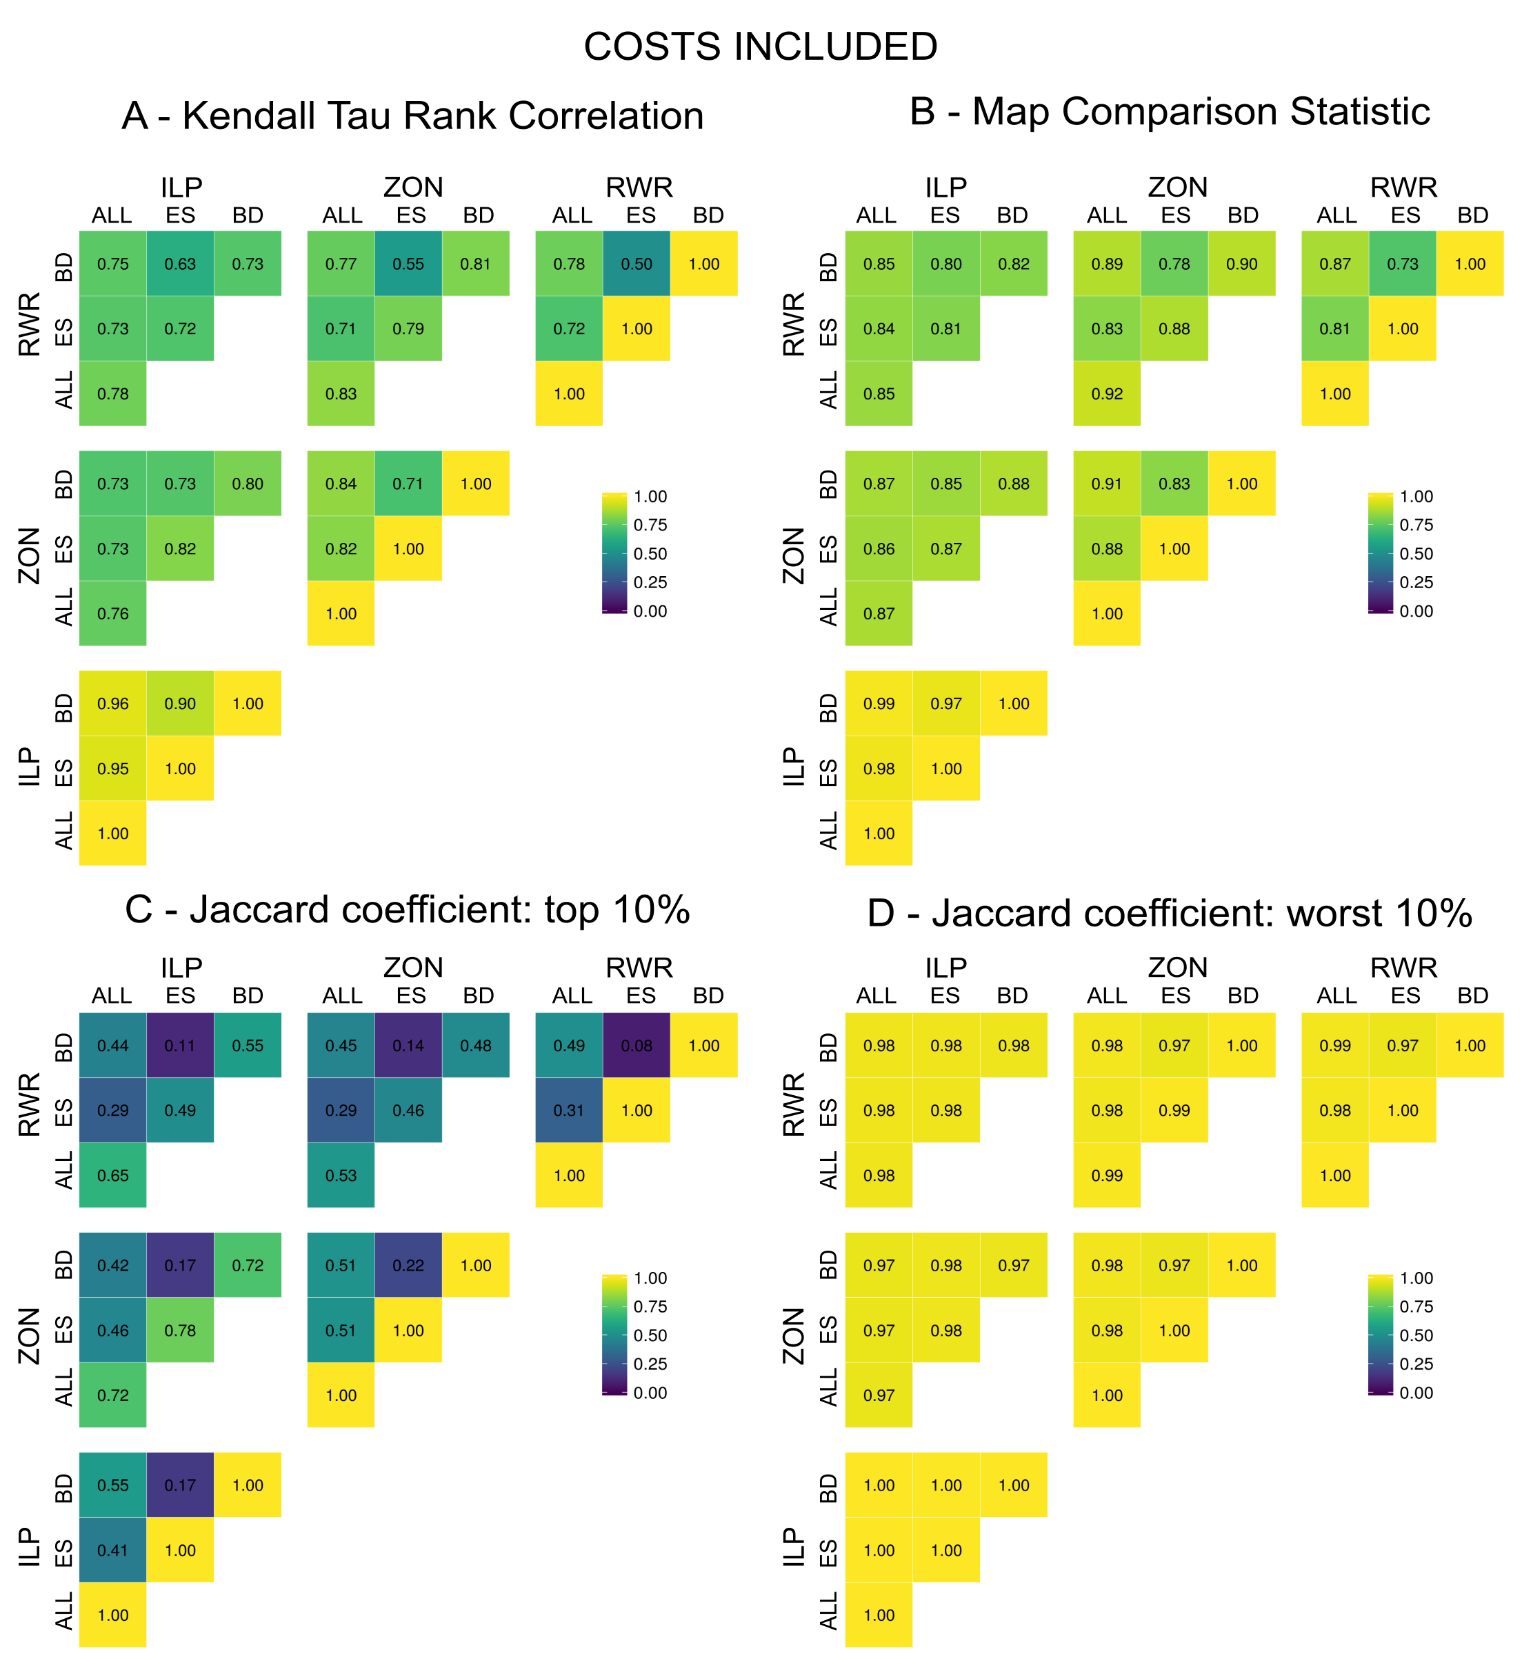 COSTS INCLUDED
A - Kendall Tau Rank Correlation
ILP ZON RWR
ALL ES BD ALL ES BD ALL ES BD
RWR
BD 0.75 0.63 0.73 0.77 0.55 0.81 0.78 0.50 1.00
ES 0.73 0.72 0.71 0.79 0.72 1.00
ALL 0.78 0.83 1.00
ZON
BD 0.73 0.73 0.80 0.84 0.71 1.00
ES 0.73 0.82 0.82 1.00
ALL 0.76 1.00
1.00
0.75
0.50
0.25
0.00
ILP
BD 0.96 0.90 1.00
ES 0.95 1.00
ALL 1.00
B - Map Comparison Statistic
ILP ZON RWR
ALL ES BD ALL ES BD ALL ES BD
RWR
BD 0.85 0.80 0.82 0.89 0.78 0.90 0.87 0.73 1.00
ES 0.84 0.81 0.83 0.88 0.81 1.00
ALL 0.85 0.92 1.00
ZON
BD 0.87 0.85 0.88 0.91 0.83 1.00
ES 0.86 0.87 0.88 1.00
ALL 0.87 1.00
1.00
0.75
0.50
0.25
0.00
ILP
BD 0.99 0.97 1.00
ES 0.98 1.00
ALL 1.00
C - Jaccard coefficient: top 10%
ILP ZON RWR
ALL ES BD ALL ES BD ALL ES BD
RWR
BD 0.44 0.11 0.55 0.45 0.14 0.48 0.49 0.08 1.00
ES 0.29 0.49 0.29 0.46 0.31 1.00
ALL 0.65 0.53 1.00
ZON
BD 0.42 0.17 0.72 0.51 0.22 1.00
ES 0.46 0.78 0.51 1.00
ALL 0.72 1.00
1.00
0.75
0.50
0.25
0.00
ILP
BD 0.55 0.17 1.00
ES 0.41 1.00
ALL 1.00
D - Jaccard coefficient: worst 10%
ILP ZON RWR
ALL ES BD ALL ES BD ALL ES BD
RWR
BD 0.98 0.98 0.98 0.98 0.97 1.00 0.99 0.97 1.00
ES 0.98 0.98 0.98 0.99 0.98 1.00
ALL 0.98 0.99 1.00
ZON
BD 0.97 0.98 0.97 0.98 0.97 1.00
ES 0.97 0.98 0.98 1.00
ALL 0.97 1.00
1.00
0.75
0.50
0.25
0.00
ILP
BD 1.00 1.00 1.00
ES 1.00 1.00
ALL 1.00